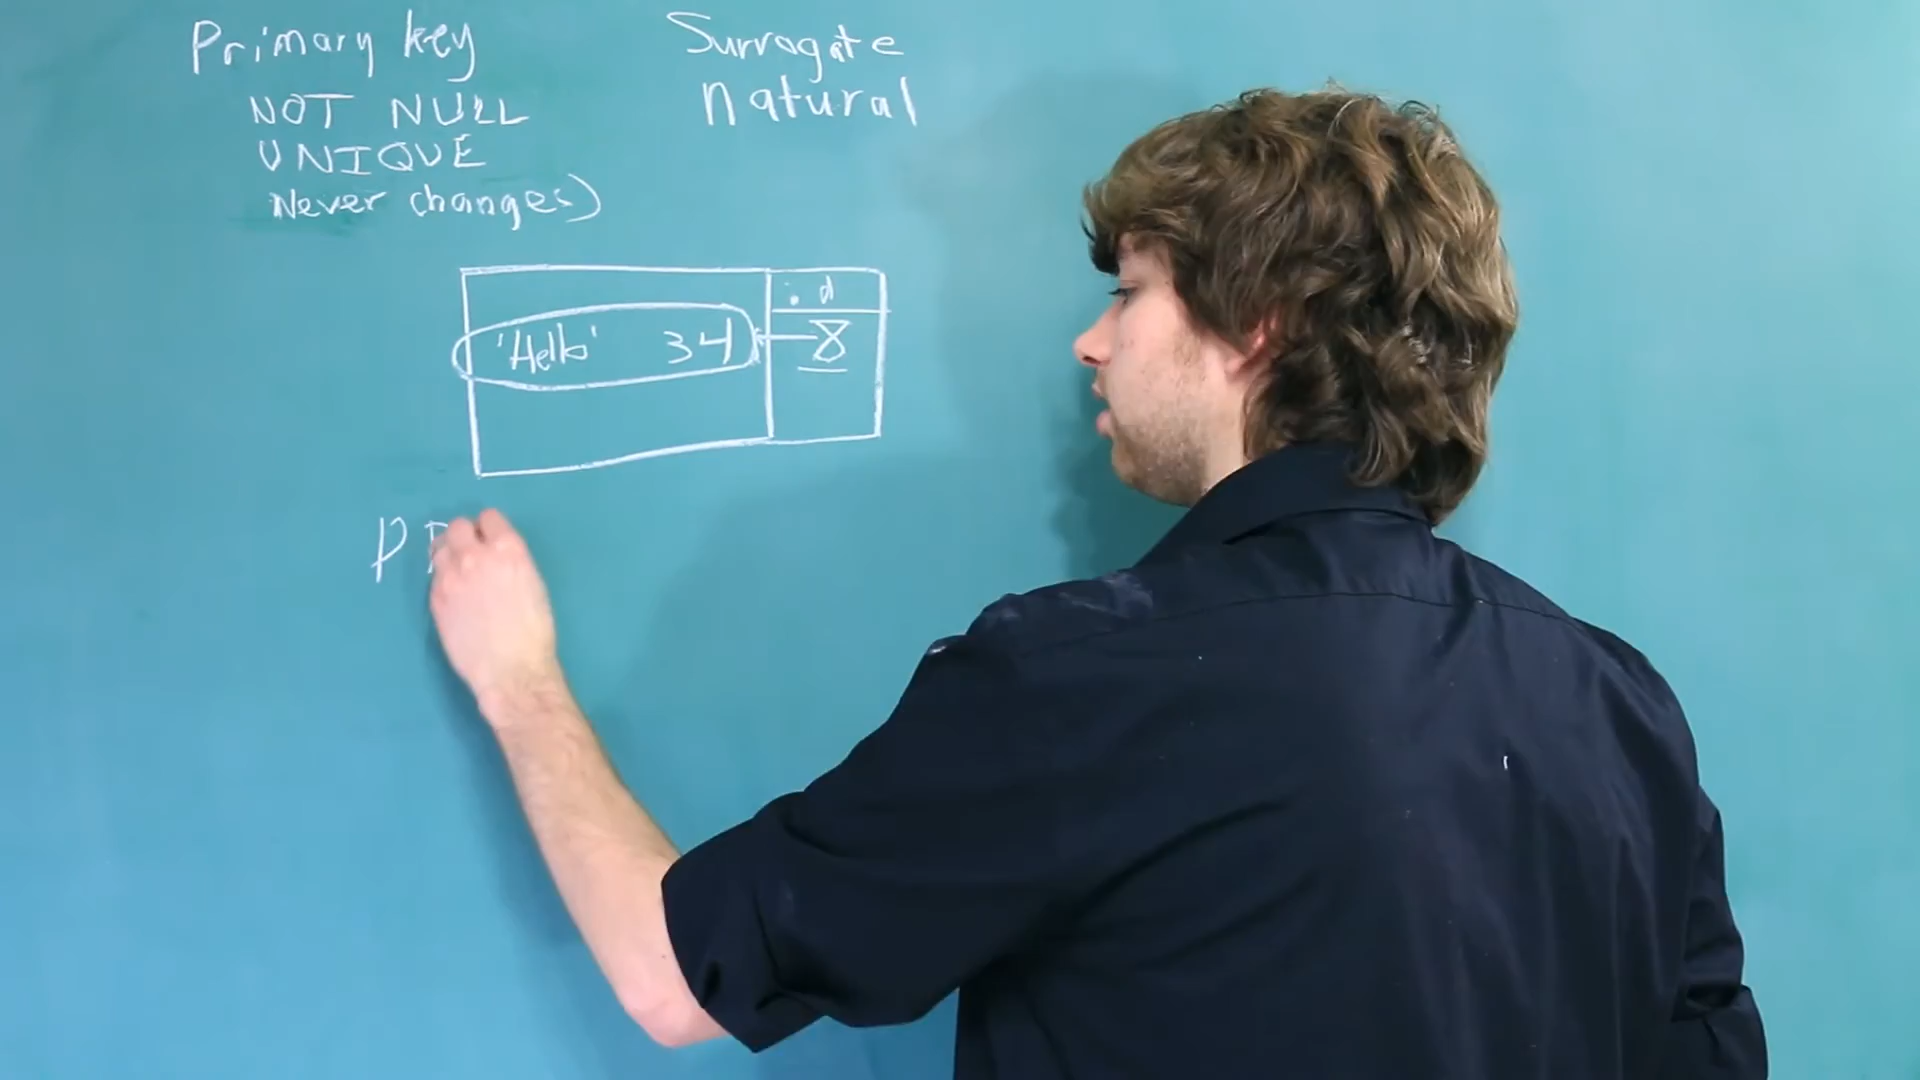 Primary key
NOT NULL
UNIQUE
Never changes)
Surrogate
natural
id
'Hello' 34 8
P